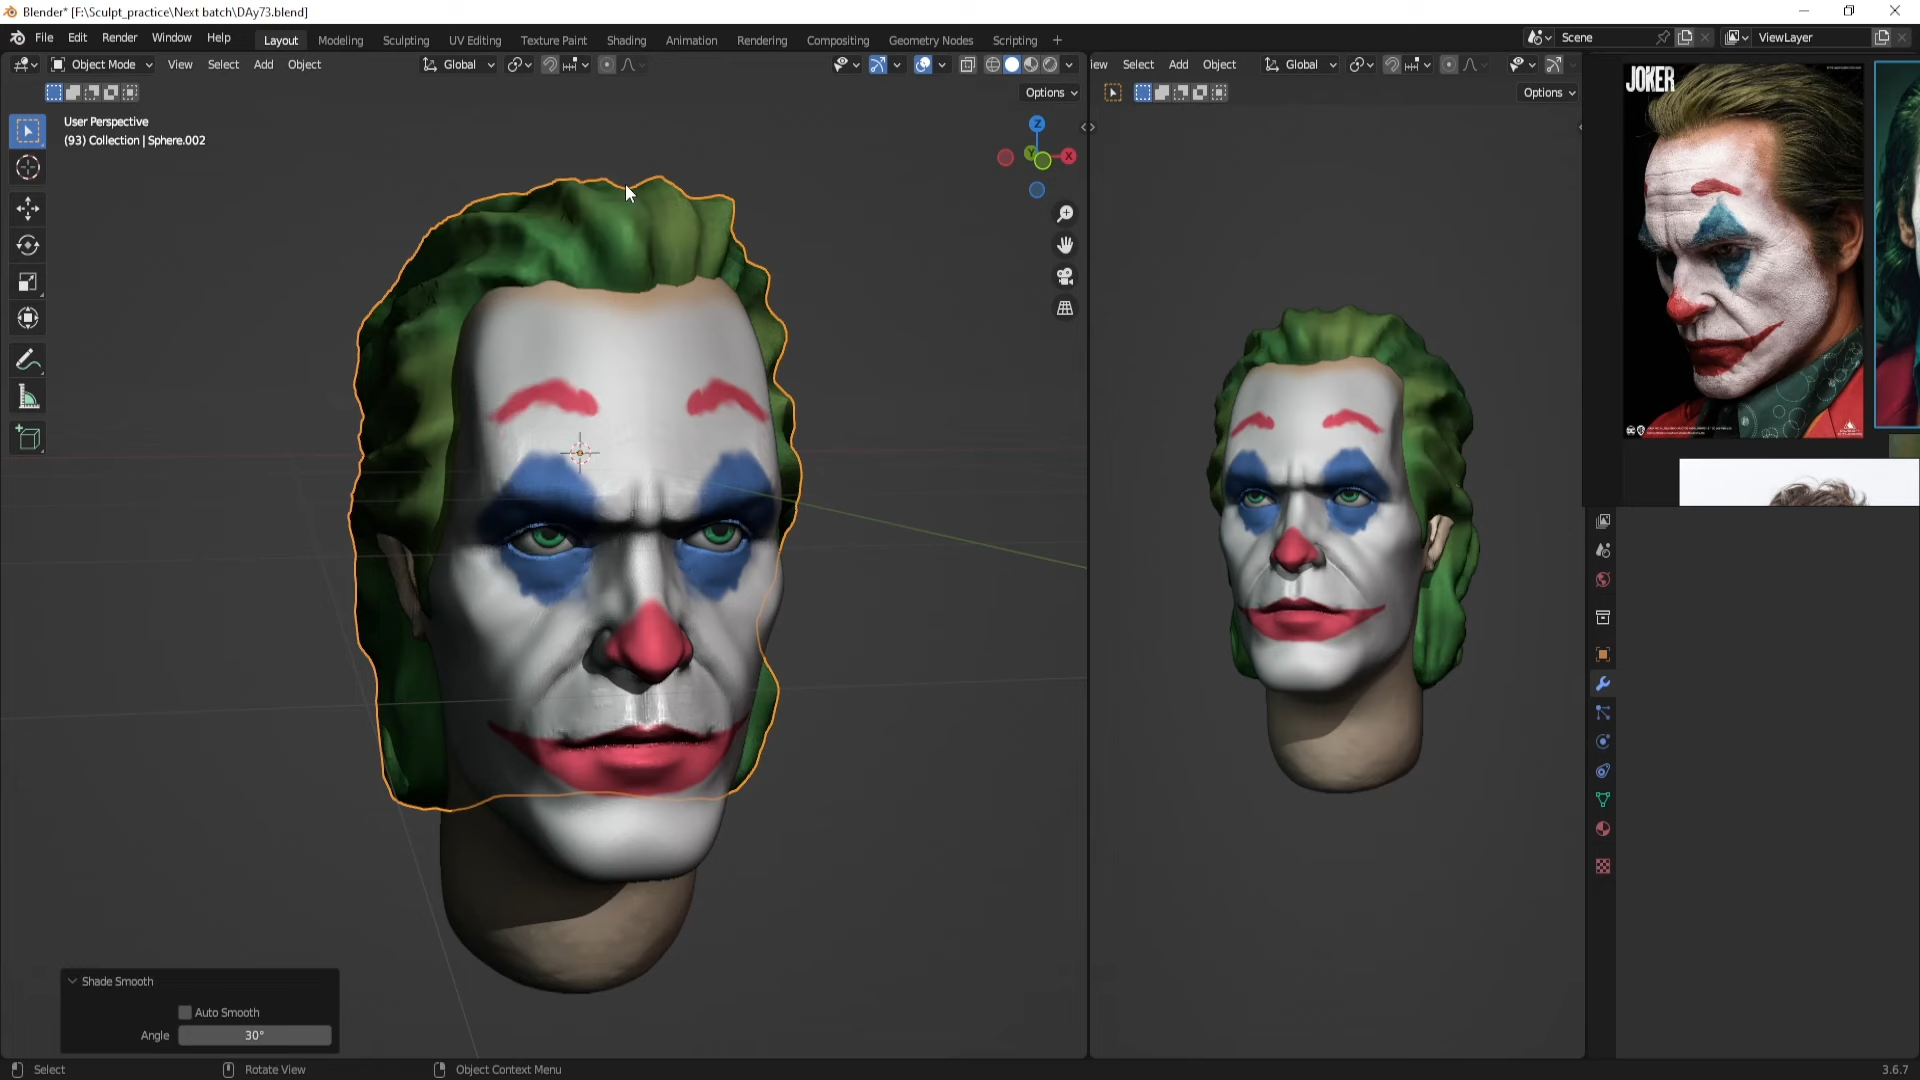 Blender* [F:\Sculpt_practice\Next batch\DAy73.blend]
File Edit Render Window Help
Layout Modeling Sculpting UV Editing Texture Paint Shading Animation Rendering Compositing Geometry Nodes Scripting +
Scene
ViewLayer
Object Mode View Select Add Object
Global
Options
iew Select Add Object
Global
Options
User Perspective
(93) Collection | Sphere.002
Z
Y
X
JOKER
Shade Smooth
Auto Smooth
Angle 30°
Select Rotate View Object Context Menu
3.6.7